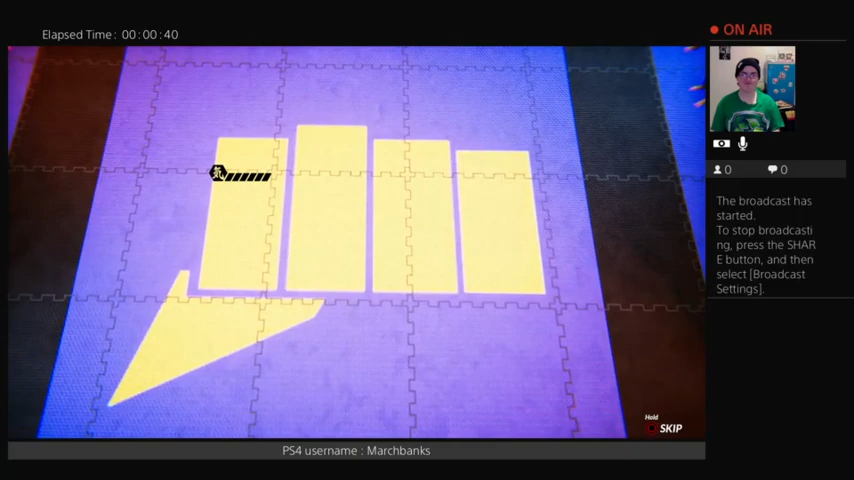 Elapsed Time : 00:00:40
ON AIR
0 0
The broadcast has
started.
To stop broadcasti
ng, press the SHAR
E button, and then
select [Broadcast
Settings].
Hold
SKIP
PS4 username : Marchbanks